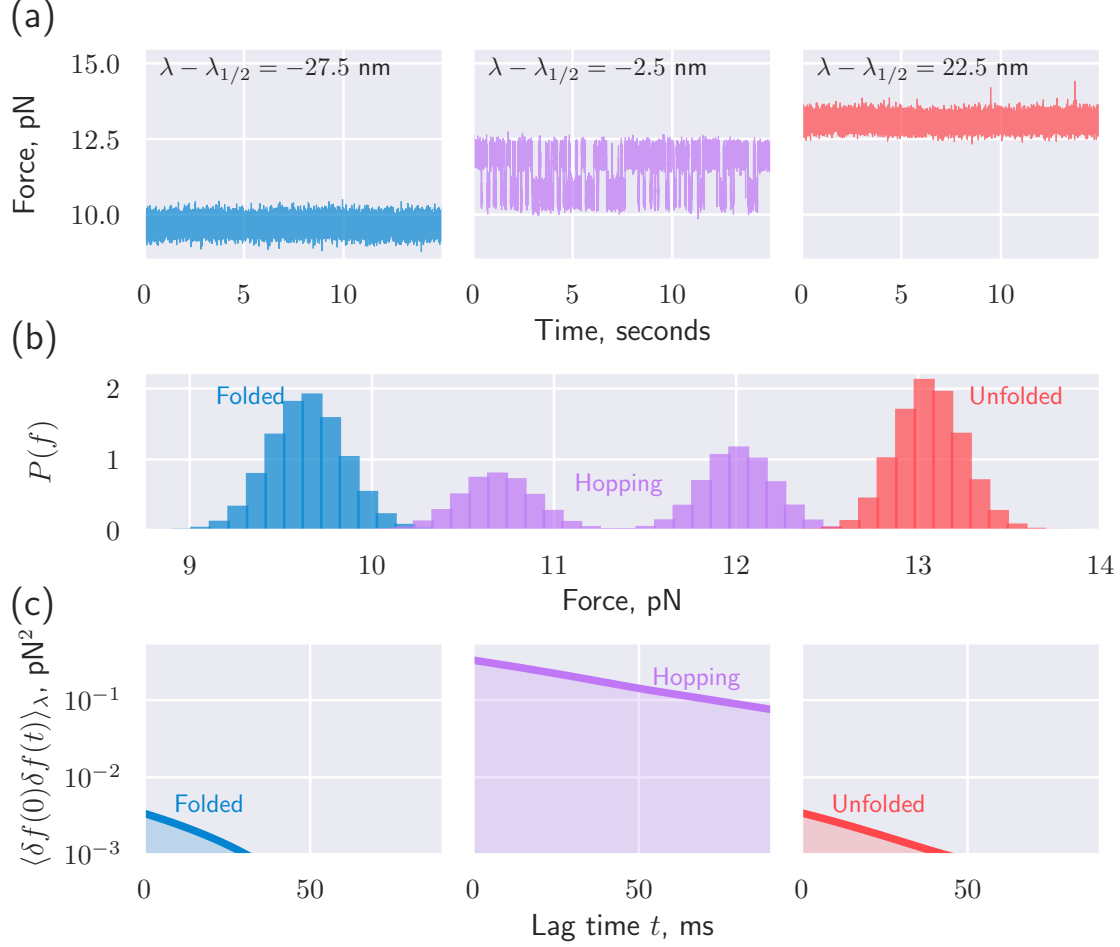 (a)
Force, pN
15.0
12.5
10.0
λ − λ1/2 = −27.5 nm
λ − λ1/2 = −2.5 nm
λ − λ1/2 = 22.5 nm
0 5 10
0 5 10
0 5 10
Time, seconds
(b)
P(f)
2
1
0
Folded
Hopping
Unfolded
9 10 11 12 13 14
Force, pN
(c)
⟨δf(0)δf(t)⟩λ, pN²
10⁻¹
10⁻²
10⁻³
Folded
Hopping
Unfolded
0 50
0 50
0 50
Lag time t, ms